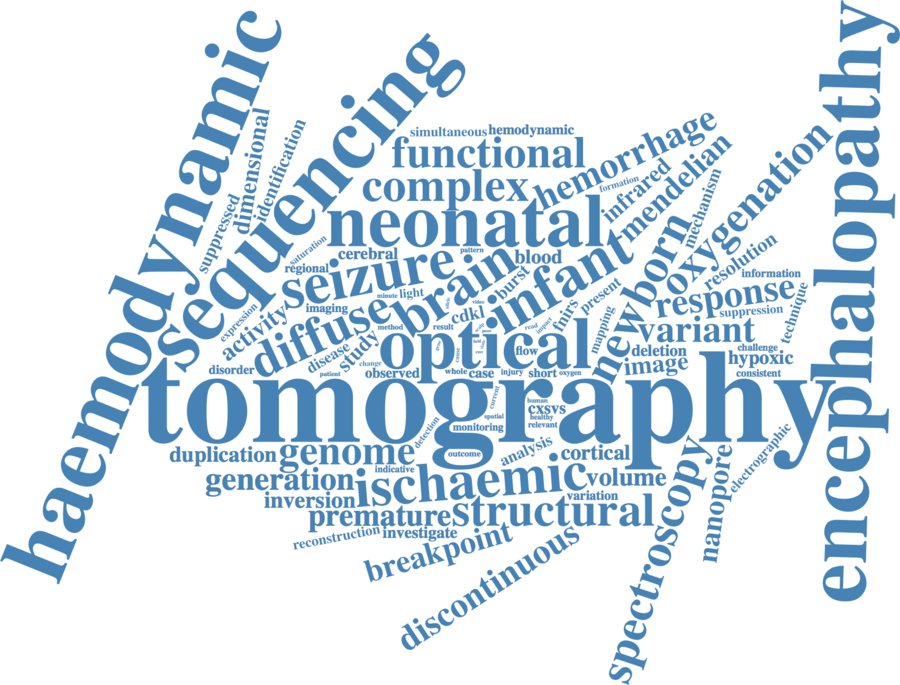 haemodynamic
sequencing
encephalopathy
simultaneous
hemodynamic
functional
hemorrhage
complex
formation
infrared
mendelian
neonatal
suppressed
dimensional
identification
mechanism
oxygenation
saturation
cerebral
pattern
blood
regional
seizure
brain
infant
newborn
resolution
burst
information
imaging
minute
light
video
cdkl
fnirs
present
response
suppression
technique
expression
activity
diffuse
method
result
read
impact
mapping
variant
disease
study
optical
flow
deletion
challenge
hypoxic
disorder
patient
change
observed
cause
whole
case
injury
short
oxygen
image
consistent
tomography
current
human
cxsvs
healthy
relevant
spatial
monitoring
detection
duplication
genome
outcome
analysis
cortical
electrographic
generation
indicative
ischaemic
volume
variation
inversion
premature
structural
spectroscopy
nanopore
reconstruction
investigate
breakpoint
discontinuous